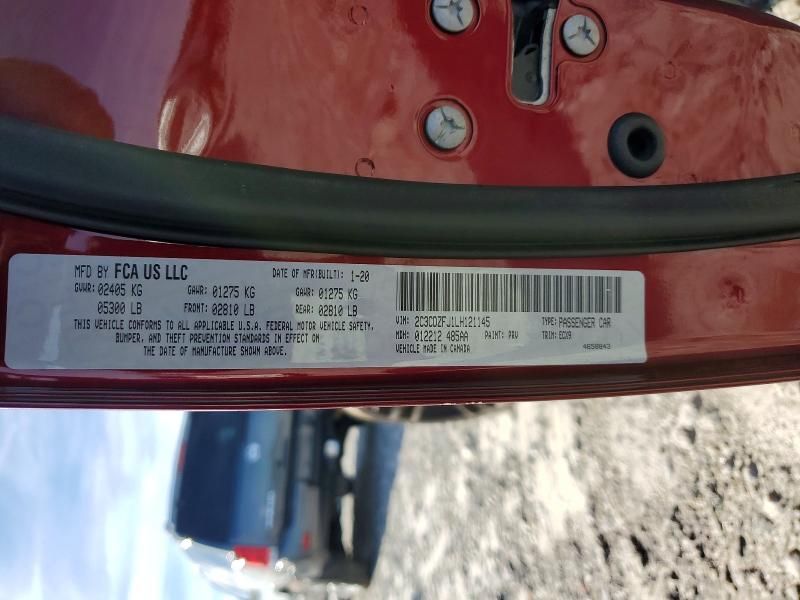 MFD BY FCA US LLC DATE OF MFR(BUILT): 1-20
GVWR: 02405 KG GAWR: 01275 KG GAWR: 01275 KG
05300 LB FRONT: 02810 LB REAR: 02810 LB
THIS VEHICLE CONFORMS TO ALL APPLICABLE U.S.A. FEDERAL MOTOR VEHICLE SAFETY,
BUMPER, AND THEFT PREVENTION STANDARDS IN EFFECT ON
THE DATE OF MANUFACTURE SHOWN ABOVE.
VIN: 2C3CDZFJ1LH121145 TYPE: PASSENGER CAR
MDH: 012212 485AA PAINT: PRV TRIM: ECX9
VEHICLE MADE IN CANADA 4658843